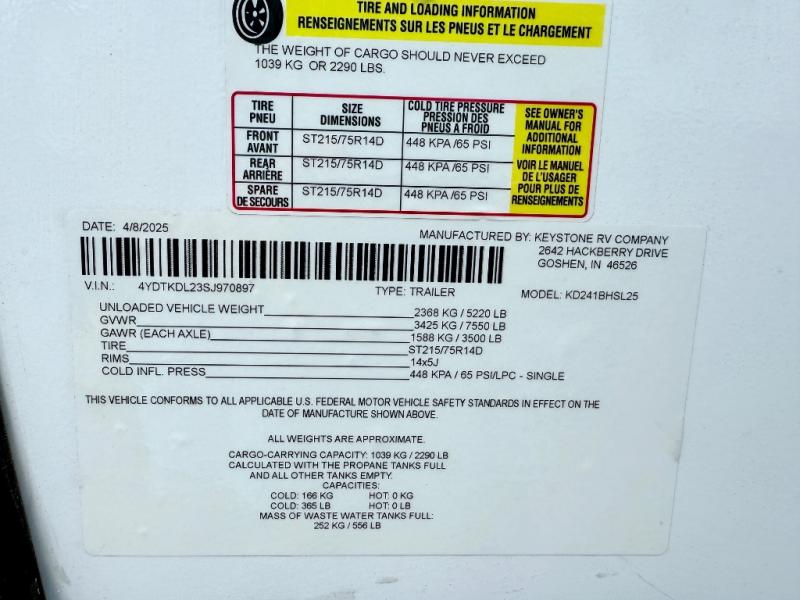 TIRE AND LOADING INFORMATION
RENSEIGNEMENTS SUR LES PNEUS ET LE CHARGEMENT
THE WEIGHT OF CARGO SHOULD NEVER EXCEED
1039 KG OR 2290 LBS.
TIRE
PNEU
SIZE
DIMENSIONS
COLD TIRE PRESSURE
PRESSION DES
PNEUS A FROID
SEE OWNER'S
MANUAL FOR
ADDITIONAL
INFORMATION
VOIR LE MANUEL
DE L'USAGER
POUR PLUS DE
RENSEIGNEMENTS
FRONT
AVANT
ST215/75R14D
448 KPA /65 PSI
REAR
ARRIÈRE
ST215/75R14D
448 KPA /65 PSI
SPARE
DE SECOURS
ST215/75R14D
448 KPA /65 PSI
DATE: 4/8/2025
MANUFACTURED BY: KEYSTONE RV COMPANY
2642 HACKBERRY DRIVE
GOSHEN, IN 46526
V.I.N.: 4YDTKDL23SJ970897
TYPE: TRAILER
MODEL: KD241BHSL25
UNLOADED VEHICLE WEIGHT 2368 KG / 5220 LB
GVWR 3425 KG / 7550 LB
GAWR (EACH AXLE) 1588 KG / 3500 LB
TIRE ST215/75R14D
RIMS 14x5J
COLD INFL. PRESS 448 KPA / 65 PSI/LPC - SINGLE
THIS VEHICLE CONFORMS TO ALL APPLICABLE U.S. FEDERAL MOTOR VEHICLE SAFETY STANDARDS IN EFFECT ON THE
DATE OF MANUFACTURE SHOWN ABOVE.
ALL WEIGHTS ARE APPROXIMATE.
CARGO-CARRYING CAPACITY: 1039 KG / 2290 LB
CALCULATED WITH THE PROPANE TANKS FULL
AND ALL OTHER TANKS EMPTY.
CAPACITIES:
COLD: 166 KG HOT: 0 KG
COLD: 365 LB HOT: 0 LB
MASS OF WASTE WATER TANKS FULL:
252 KG / 556 LB